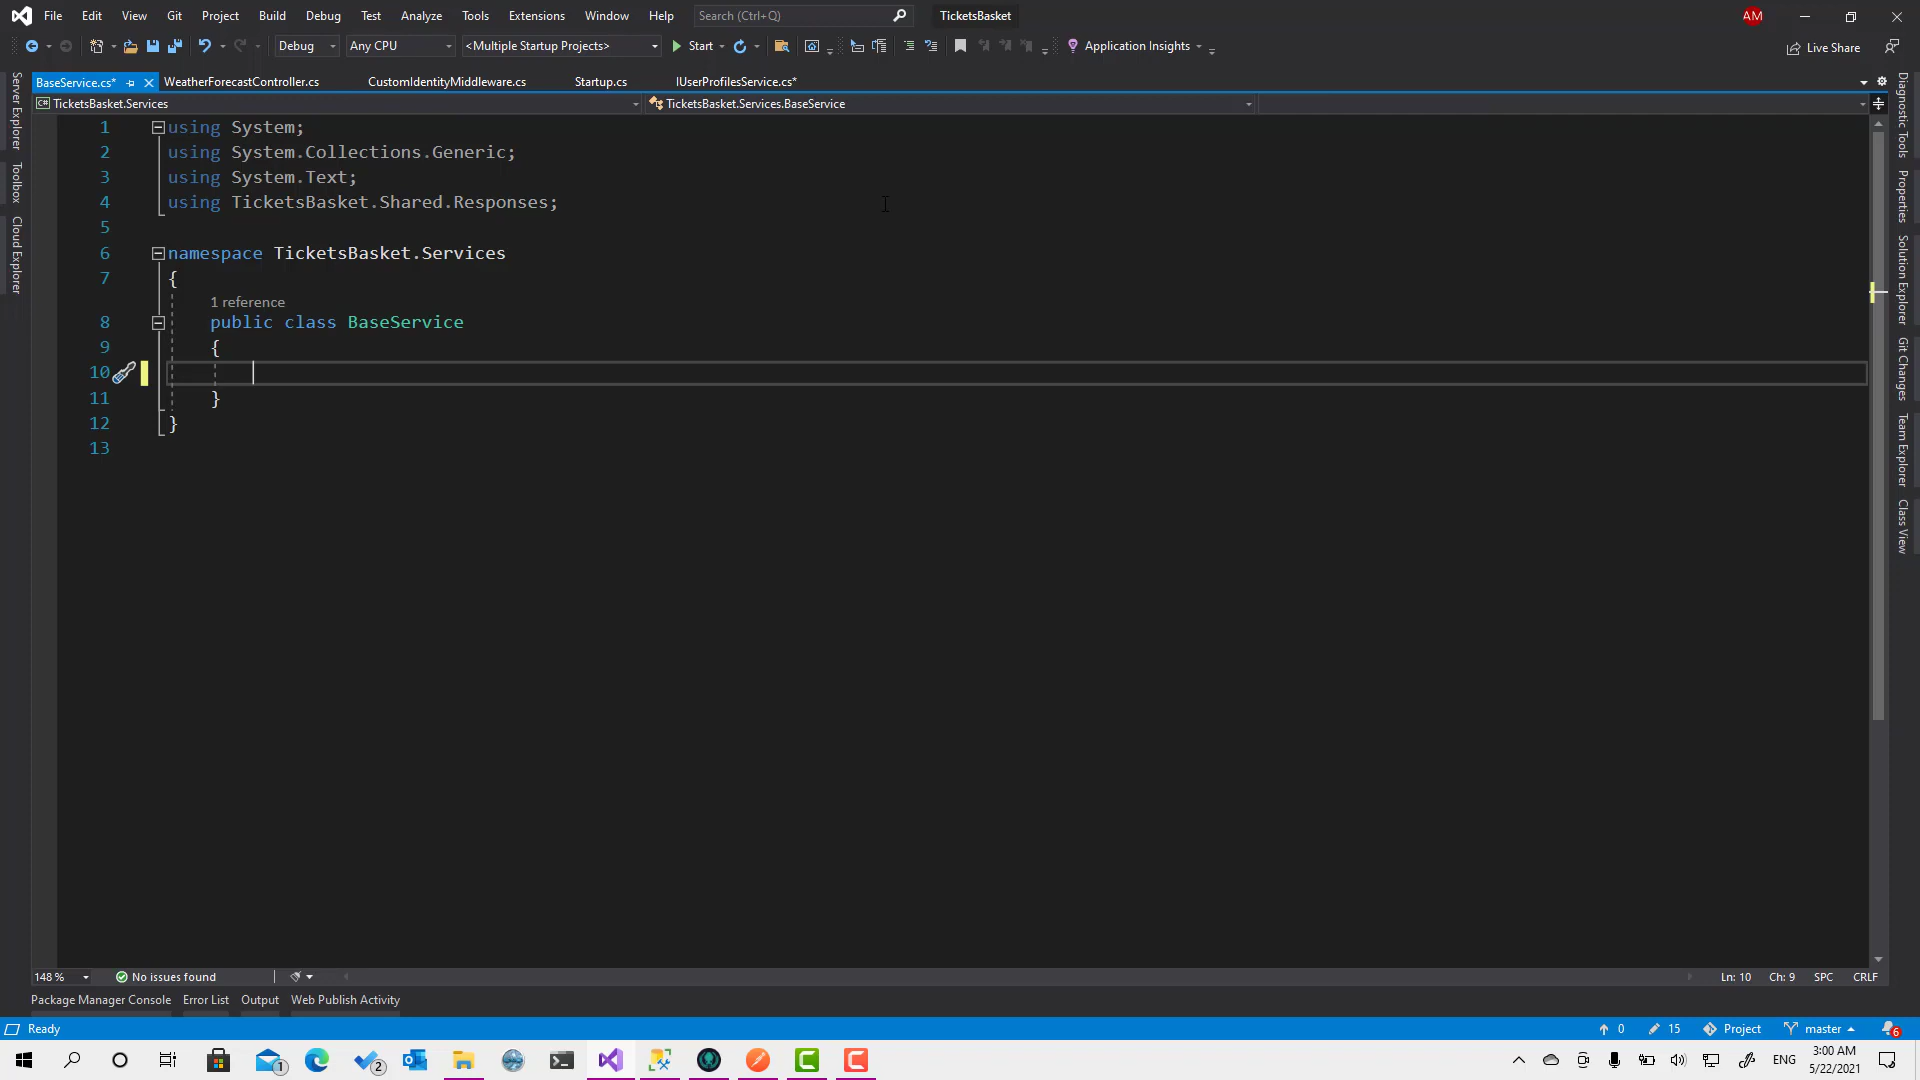 File Edit View Git Project Build Debug Test Analyze Tools Extensions Window Help Search (Ctrl+Q) TicketsBasket AM
Debug Any CPU <Multiple Startup Projects> Start Application Insights Live Share
BaseService.cs* WeatherForecastController.cs CustomIdentityMiddleware.cs Startup.cs IUserProfilesService.cs*
C# TicketsBasket.Services TicketsBasket.Services.BaseService
Server Explorer
Toolbox
Cloud Explorer
1 using System;
2 using System.Collections.Generic;
3 using System.Text;
4 using TicketsBasket.Shared.Responses;
5
6 namespace TicketsBasket.Services
7 {
1 reference
8 public class BaseService
9 {
10
11 }
12 }
13
Diagnostic Tools
Properties
Solution Explorer
Git Changes
Team Explorer
Class View
148 % No issues found Ln: 10 Ch: 9 SPC CRLF
Package Manager Console Error List Output Web Publish Activity
Ready 0 15 Project master 6
1 2 ENG 3:00 AM
5/22/2021